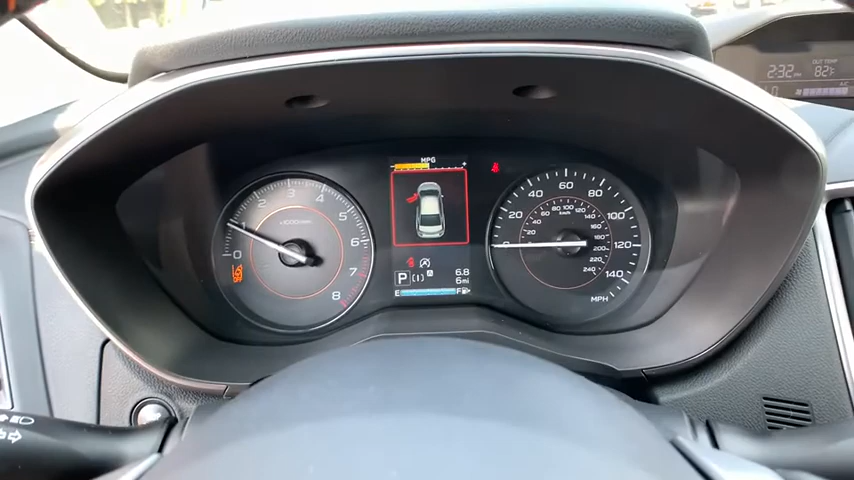 OUT TEMP
2:32 82°F
A/C
MPG
0 1 2 3 4 5 6 7 8
x1000r/min
P
6.8
6mi
E F
0 20 40 60 80 100 120 140
20 40 60 80 100 120 160 180 200 220 240
km/h
MPH